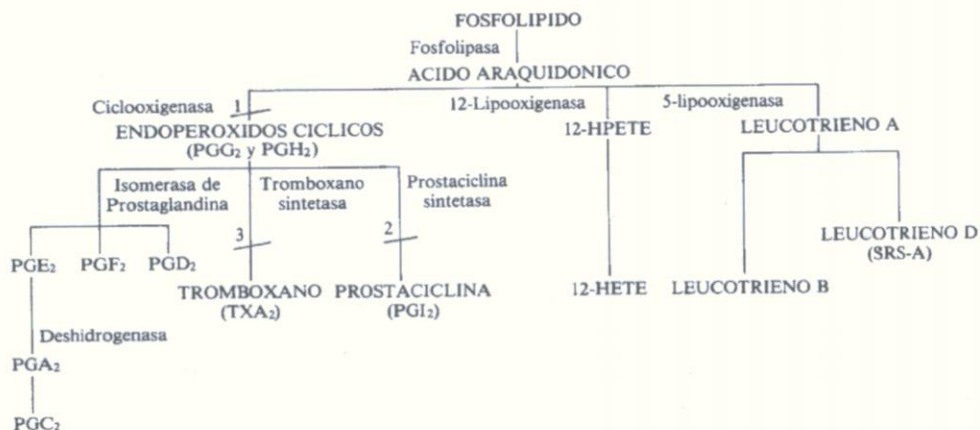 FOSFOLIPIDO
Fosfolipasa
ACIDO ARAQUIDONICO
Ciclooxigenasa 1
12-Lipooxigenasa
5-lipooxigenasa
ENDOPEROXIDOS CICLICOS
(PGG₂ y PGH₂)
12-HPETE
LEUCOTRIENO A
Isomerasa de
Prostaglandina
Tromboxano
sintetasa
Prostaciclina
sintetasa
3
2
PGE₂ PGF₂ PGD₂
LEUCOTRIENO D
(SRS-A)
TROMBOXANO
(TXA₂)
PROSTACICLINA
(PGI₂)
12-HETE
LEUCOTRIENO B
Deshidrogenasa
PGA₂
PGC₂